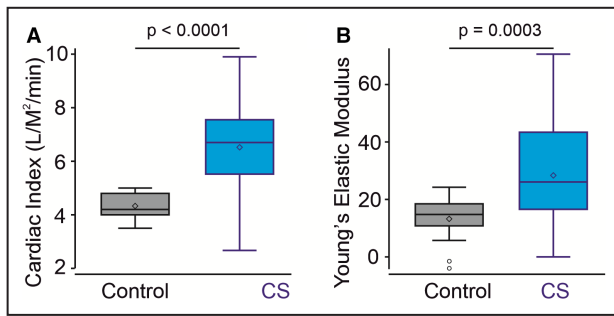 A
p < 0.0001
Cardiac Index (L/M²/min)
10
8
6
4
2
Control
CS
B
p = 0.0003
Young's Elastic Modulus
60
40
20
0
Control
CS